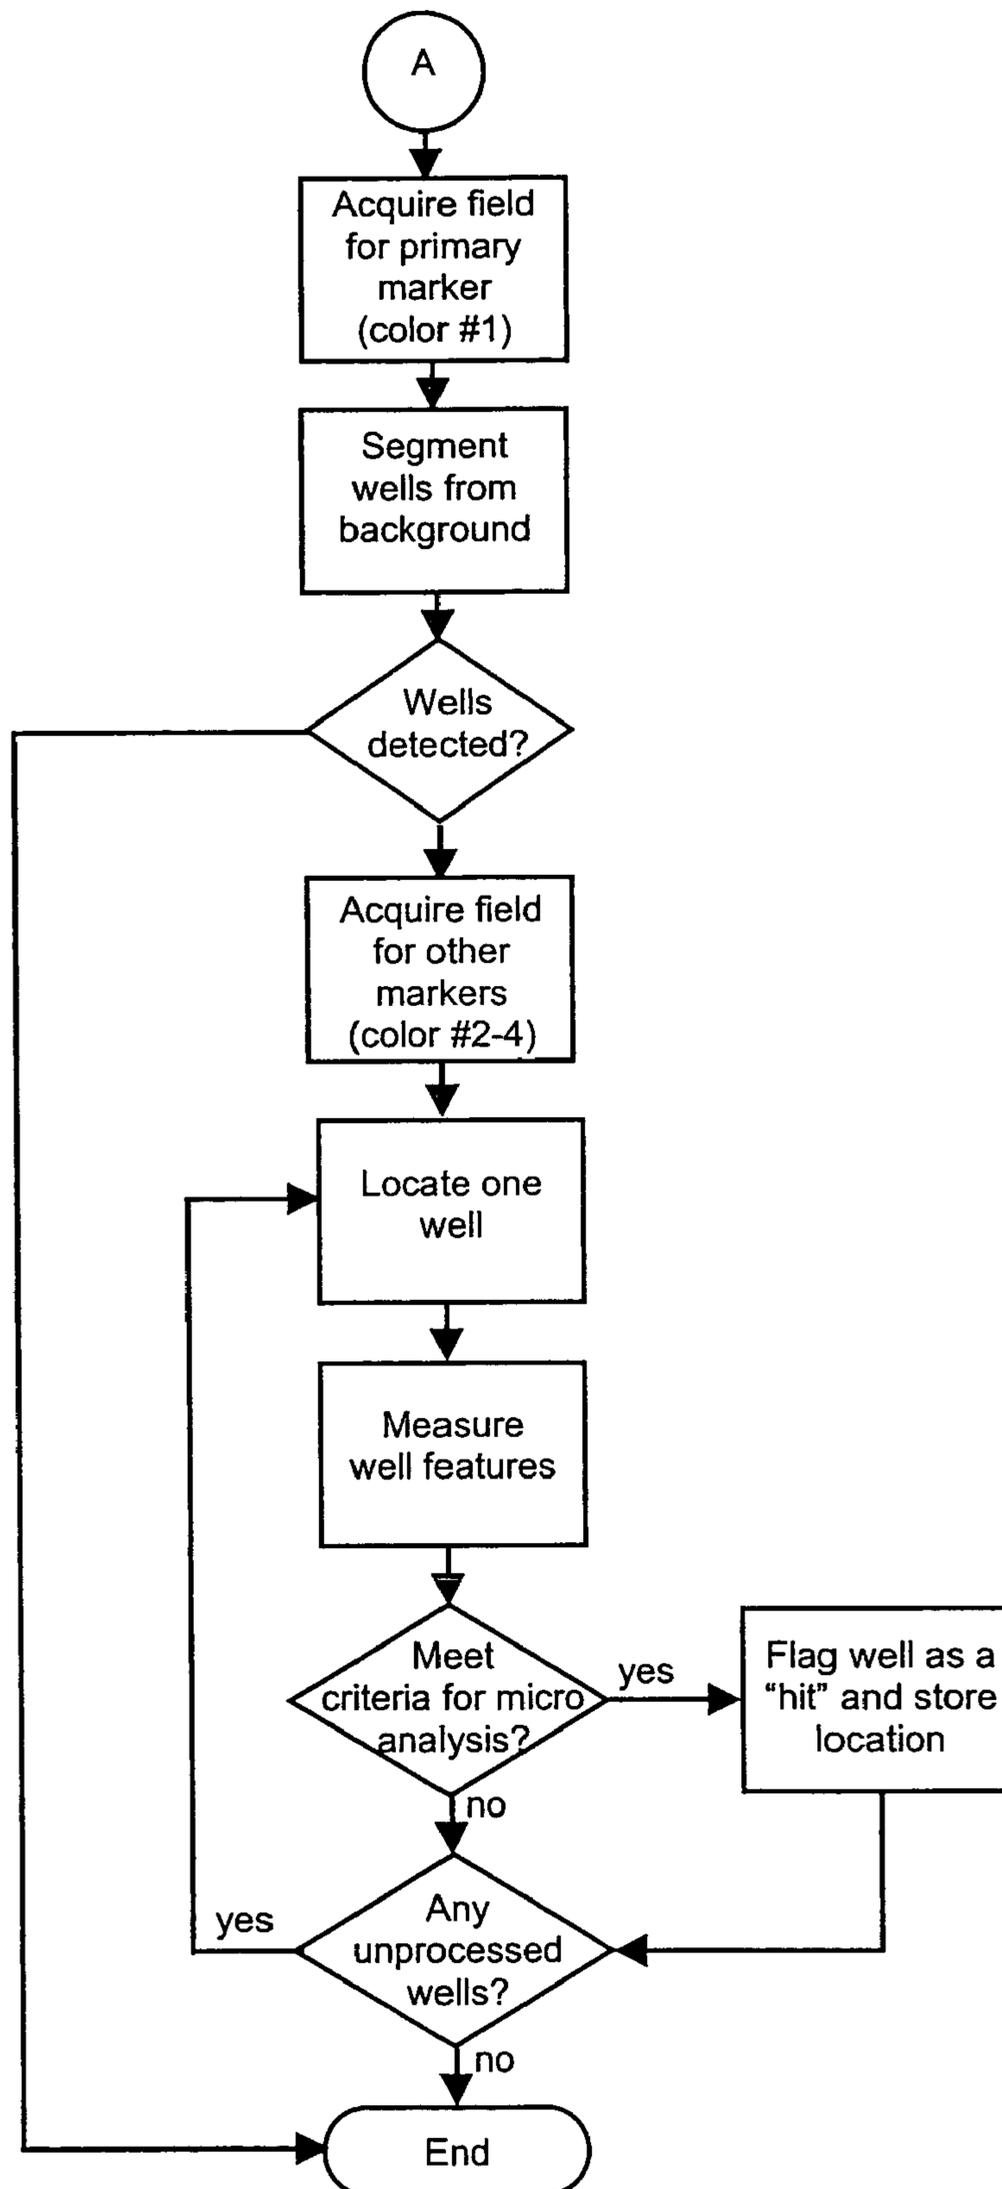 A
Acquire field
for primary
marker
(color #1)
Segment
wells from
background
Wells
detected?
Acquire field
for other
markers
(color #2-4)
Locate one
well
Measure
well features
Meet
criteria for micro
analysis?
yes
Flag well as a
“hit” and store
location
no
Any
unprocessed
wells?
yes
no
End